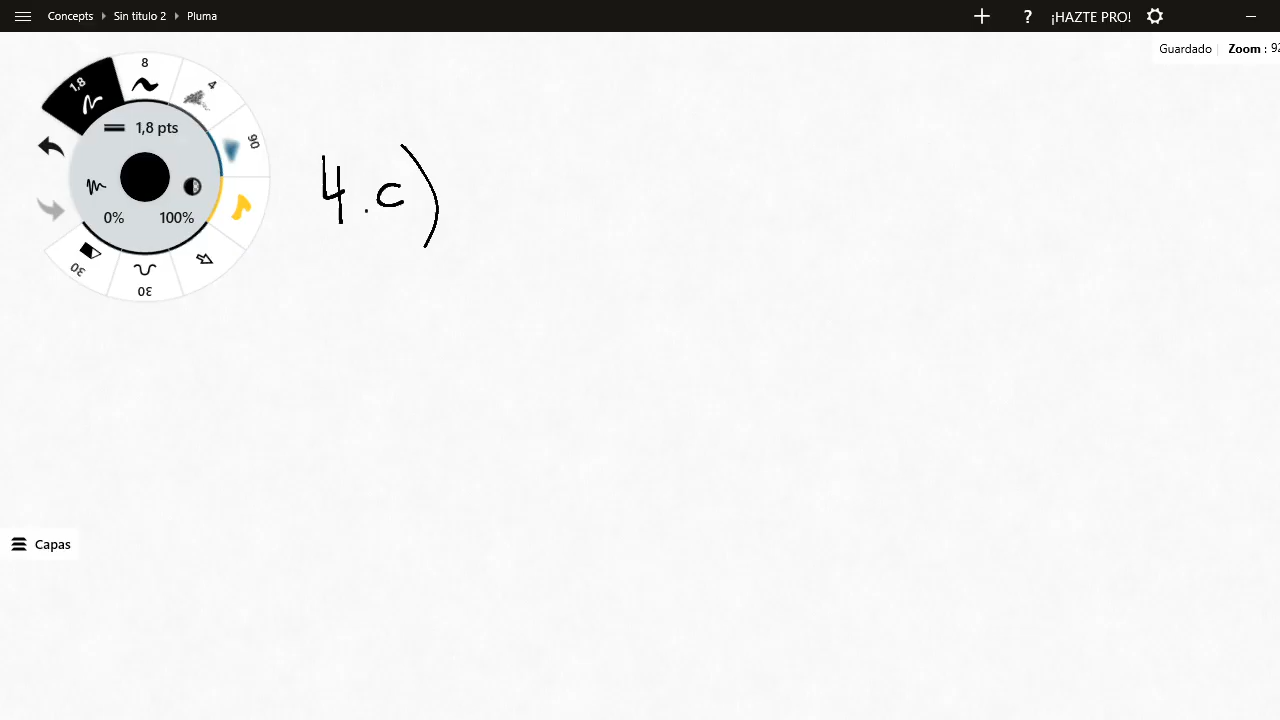 Concepts Sin título 2 Pluma ? ¡HAZTE PRO!
Guardado Zoom : 92
8
1,8
4
90
1,8 pts
4.c)
0% 100%
30
30
Capas